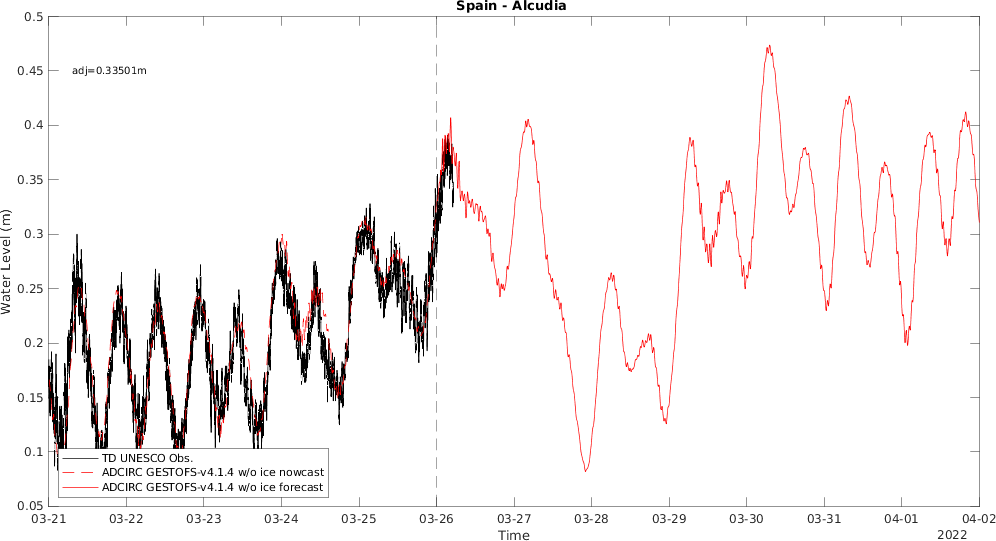 Spain - Alcudia
0.5
0.45
0.4
0.35
0.3
0.25
0.2
0.15
0.1
0.05
Water Level (m)
adj=0.33501m
TD UNESCO Obs.
ADCIRC GESTOFS-v4.1.4 w/o ice nowcast
ADCIRC GESTOFS-v4.1.4 w/o ice forecast
03-21 03-22 03-23 03-24 03-25 03-26 03-27 03-28 03-29 03-30 03-31 04-01 04-02
Time
2022